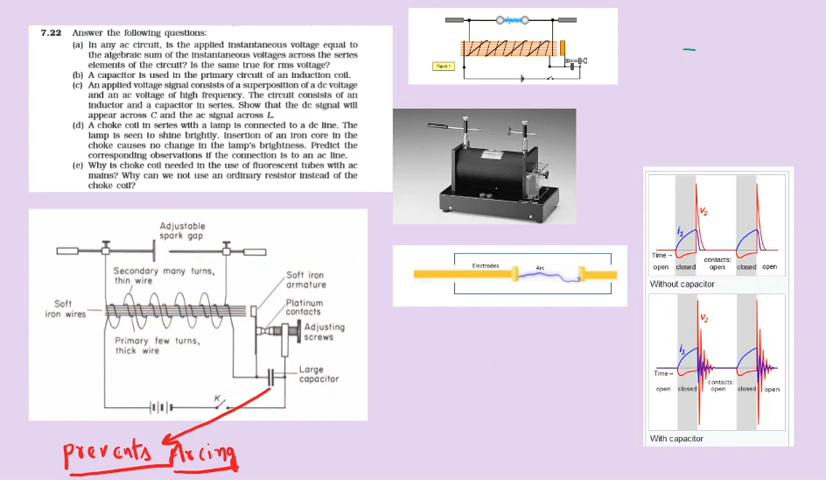 7.22 Answer the following questions:
(a) In any ac circuit, is the applied instantaneous voltage equal to
the algebraic sum of the instantaneous voltages across the series
elements of the circuit? Is the same true for rms voltage?
(b) A capacitor is used in the primary circuit of an induction coil.
(c) An applied voltage signal consists of a superposition of a dc voltage
and an ac voltage of high frequency. The circuit consists of an
inductor and a capacitor in series. Show that the dc signal will
appear across C and the ac signal across L.
(d) A choke coil in series with a lamp is connected to a dc line. The
lamp is seen to shine brightly. Insertion of an iron core in the
choke causes no change in the lamp's brightness. Predict the
corresponding observations if the connection is to an ac line.
(e) Why is choke coil needed in the use of fluorescent tubes with ac
mains? Why can we not use an ordinary resistor instead of the
choke coil?
Adjustable
spark gap
Secondary many turns,
thin wire
Soft iron
armature
Soft
iron wires
Platinum
contacts
Adjusting
screws
Primary few turns,
thick wire
Large
capacitor
K
prevents Arcing
Figure 1
Electrodes
Arc
V2
i1
Time
contacts:
open closed open closed open
Without capacitor
V2
i1
Time
contacts:
open closed open closed open
With capacitor